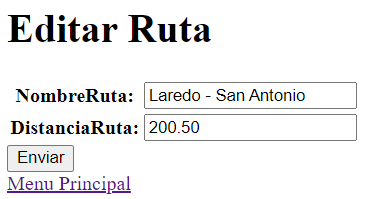 Editar Ruta
NombreRuta: Laredo - San Antonio
DistanciaRuta: 200.50
Enviar
Menu Principal